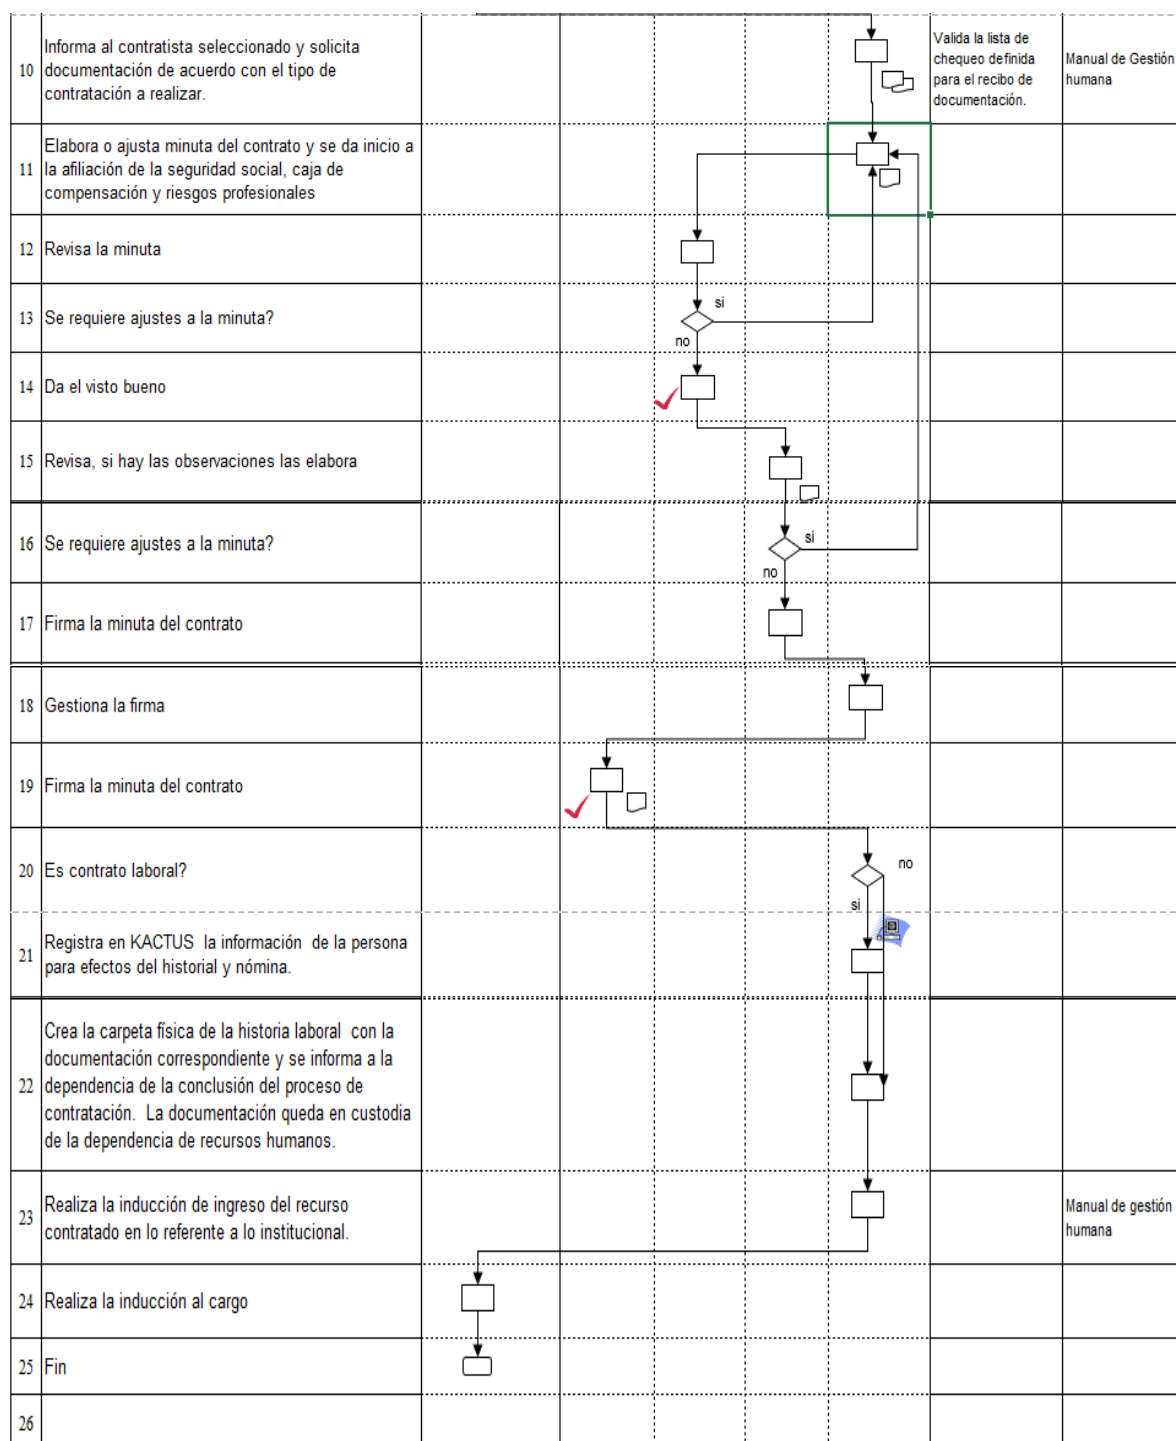 10
Informa al contratista seleccionado y solicita
documentación de acuerdo con el tipo de
contratación a realizar.
Valida la lista de
chequeo definida
para el recibo de
documentación.
Manual de Gestión
humana
11
Elabora o ajusta minuta del contrato y se da inicio a
la afiliación de la seguridad social, caja de
compensación y riesgos profesionales
12 Revisa la minuta
13 Se requiere ajustes a la minuta?
si
no
14 Da el visto bueno
15 Revisa, si hay las observaciones las elabora
16 Se requiere ajustes a la minuta?
si
no
17 Firma la minuta del contrato
18 Gestiona la firma
19 Firma la minuta del contrato
20 Es contrato laboral?
no
si
21
Registra en KACTUS la información de la persona
para efectos del historial y nómina.
22
Crea la carpeta física de la historia laboral con la
documentación correspondiente y se informa a la
dependencia de la conclusión del proceso de
contratación. La documentación queda en custodia
de la dependencia de recursos humanos.
23
Realiza la inducción de ingreso del recurso
contratado en lo referente a lo institucional.
Manual de gestión
humana
24 Realiza la inducción al cargo
25 Fin
26